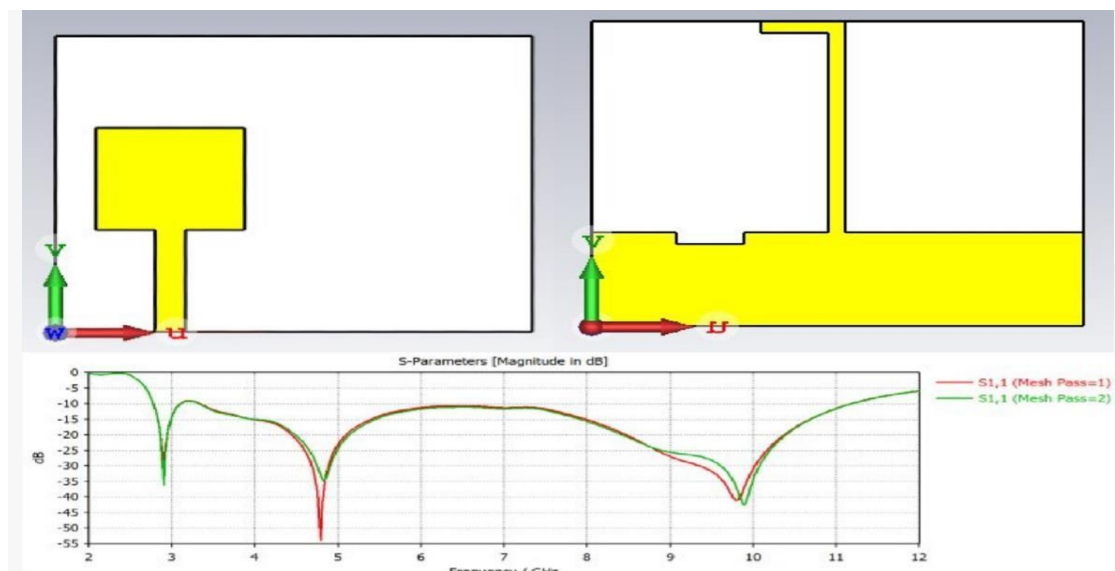 v
w
u
v
u
S-Parameters [Magnitude in dB]
0
-5
-10
-15
-20
-25
-30
-35
-40
-45
-50
-55
dB
2 3 4 5 6 7 8 9 10 11 12
Frequency / GHz
S1,1 (Mesh Pass=1)
S1,1 (Mesh Pass=2)